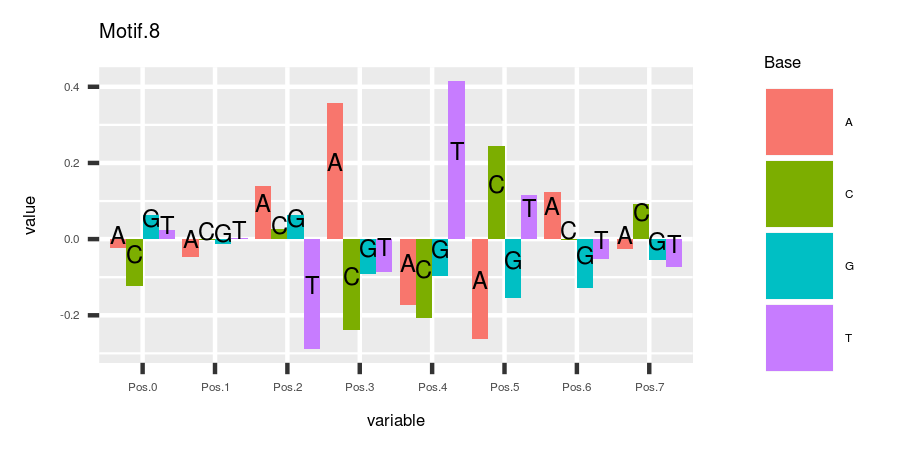 Motif.8
value
0.4
0.2
0.0
-0.2
A C G T A C G T A C G T A C G T A C G T A C G T A C G T A C G T
Pos.0 Pos.1 Pos.2 Pos.3 Pos.4 Pos.5 Pos.6 Pos.7
variable
Base
A
C
G
T